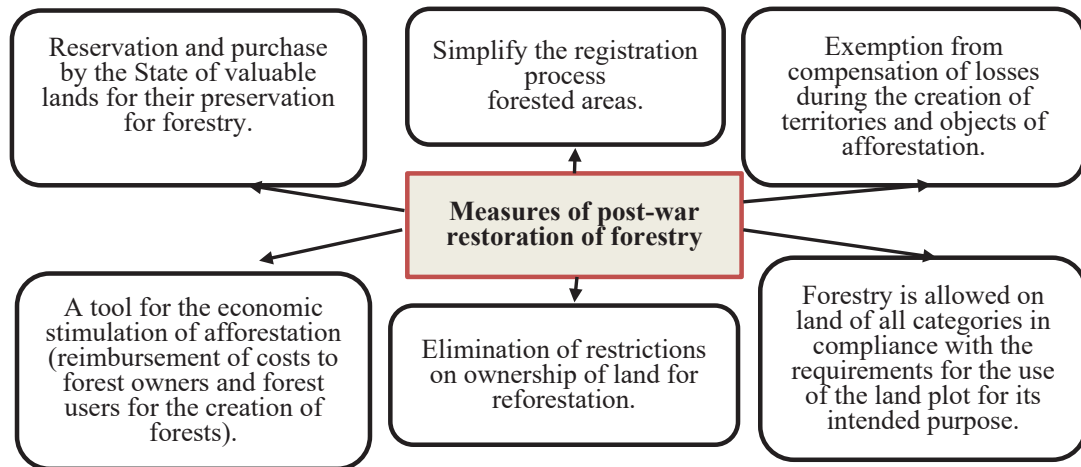 Reservation and purchase
by the State of valuable
lands for their preservation
for forestry.
Simplify the registration
process
forested areas.
Exemption from
compensation of losses
during the creation of
territories and objects of
afforestation.
Measures of post-war
restoration of forestry
A tool for the economic
stimulation of afforestation
(reimbursement of costs to
forest owners and forest
users for the creation of
forests).
Elimination of restrictions
on ownership of land for
reforestation.
Forestry is allowed on
land of all categories in
compliance with the
requirements for the use
of the land plot for its
intended purpose.